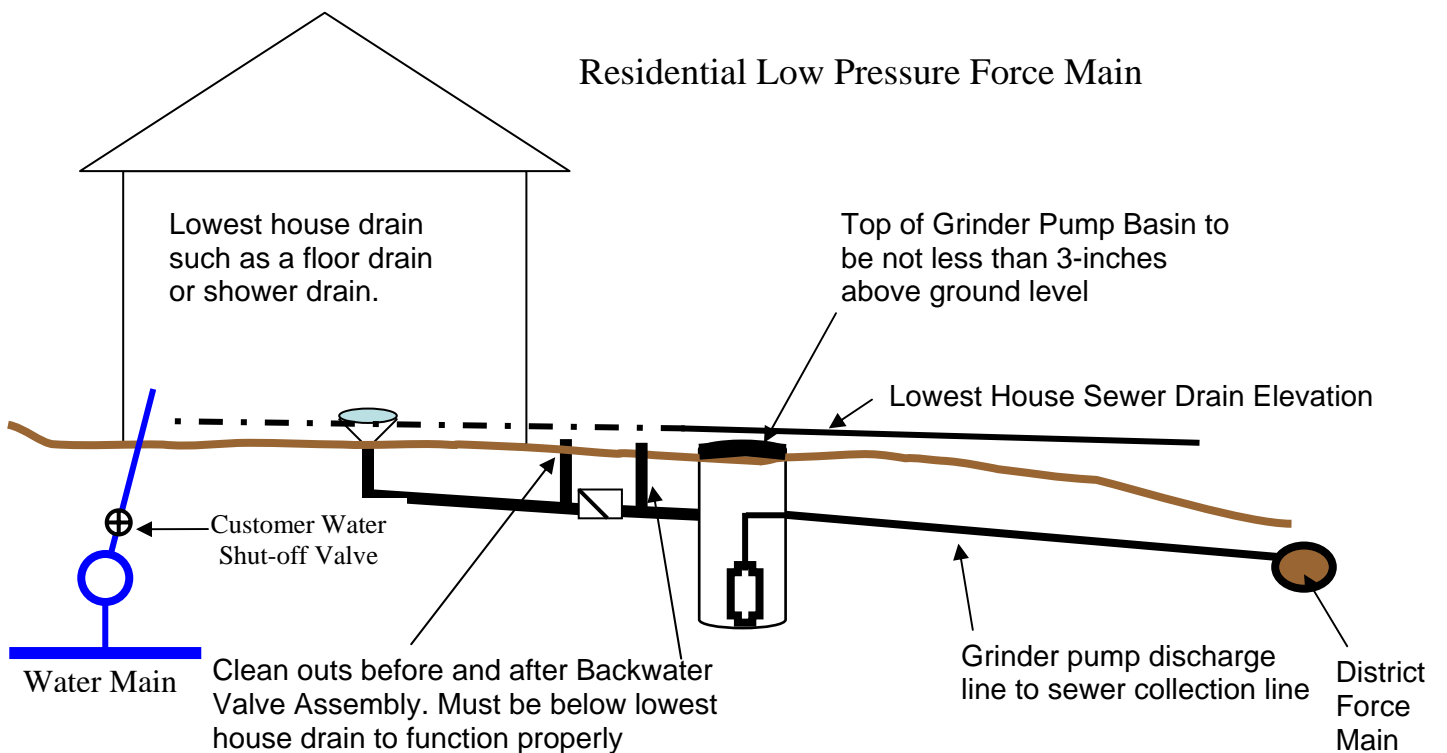 Residential Low Pressure Force Main
Lowest house drain
such as a floor drain
or shower drain.
Top of Grinder Pump Basin to
be not less than 3-inches
above ground level
Lowest House Sewer Drain Elevation
Customer Water
Shut-off Valve
Water Main
Clean outs before and after Backwater
Valve Assembly. Must be below lowest
house drain to function properly
Grinder pump discharge
line to sewer collection line
District
Force
Main